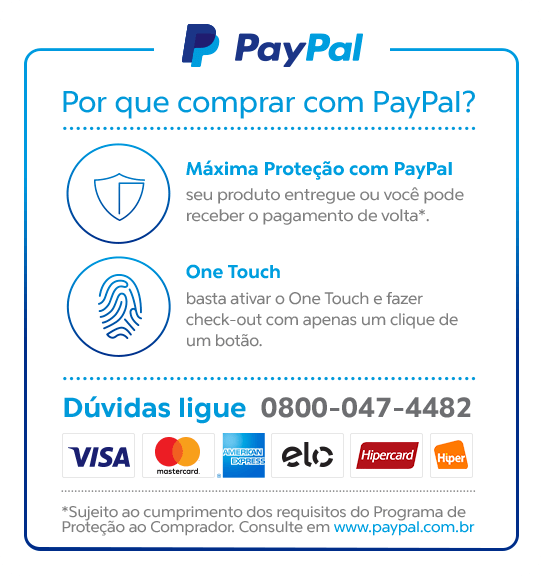 PayPal
Por que comprar com PayPal?
Máxima Proteção com PayPal
seu produto entregue ou você pode
receber o pagamento de volta*.
One Touch
basta ativar o One Touch e fazer
check-out com apenas um clique de
um botão.
Dúvidas ligue 0800-047-4482
VISA
mastercard.
AMERICAN
EXPRESS
elo
Hipercard
Hiper
*Sujeito ao cumprimento dos requisitos do Programa de
Proteção ao Comprador. Consulte em www.paypal.com.br